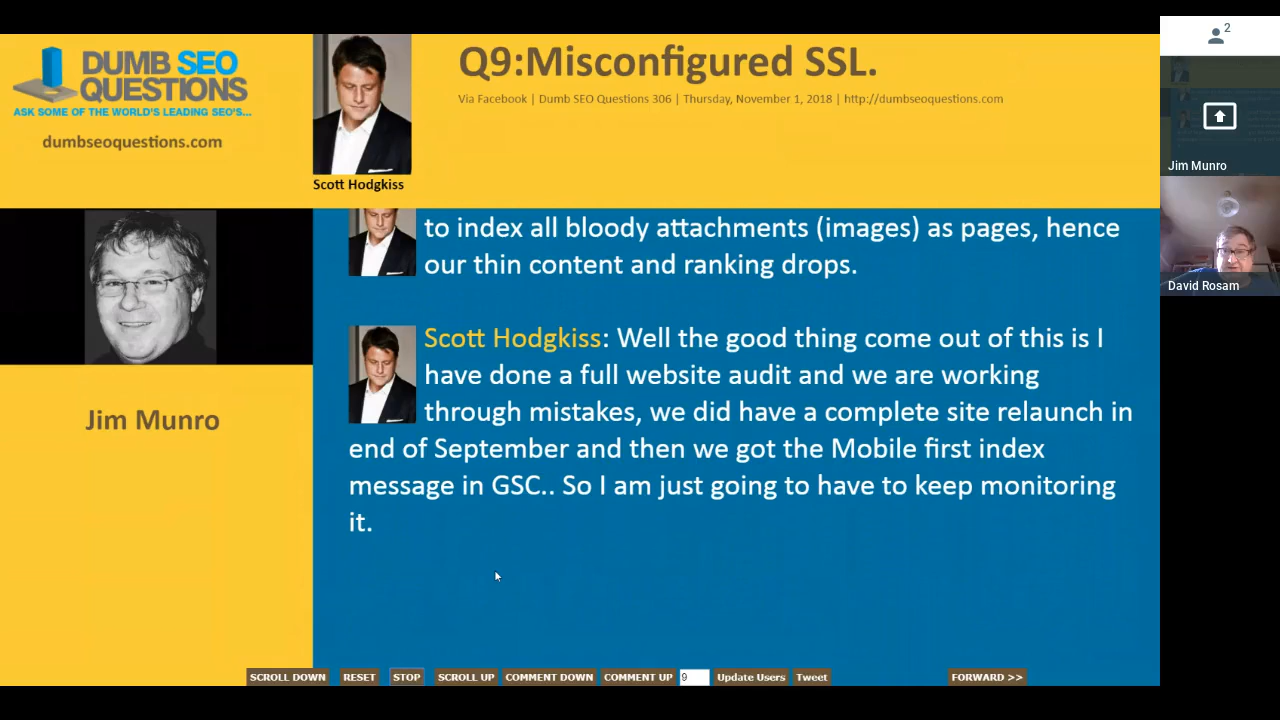 DUMB SEO
QUESTIONS
ASK SOME OF THE WORLD'S LEADING SEO'S...
dumbseoquestions.com
Scott Hodgkiss
Q9:Misconfigured SSL.
Via Facebook | Dumb SEO Questions 306 | Thursday, November 1, 2018 | http://dumbseoquestions.com
2
Jim Munro
David Rosam
Jim Munro
to index all bloody attachments (images) as pages, hence
our thin content and ranking drops.
Scott Hodgkiss: Well the good thing come out of this is I
have done a full website audit and we are working
through mistakes, we did have a complete site relaunch in
end of September and then we got the Mobile first index
message in GSC.. So I am just going to have to keep monitoring
it.
SCROLL DOWN RESET STOP SCROLL UP COMMENT DOWN COMMENT UP 9 Update Users Tweet FORWARD >>